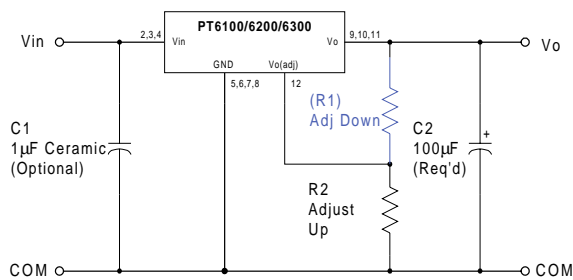 PT6100/6200/6300
Vin
2,3,4
Vin
Vo
9,10,11
Vo
GND
Vo(adj)
5,6,7,8
12
(R1)
Adj Down
C1
1µF Ceramic
(Optional)
C2
+
100µF
(Req'd)
R2
Adjust
Up
COM
COM